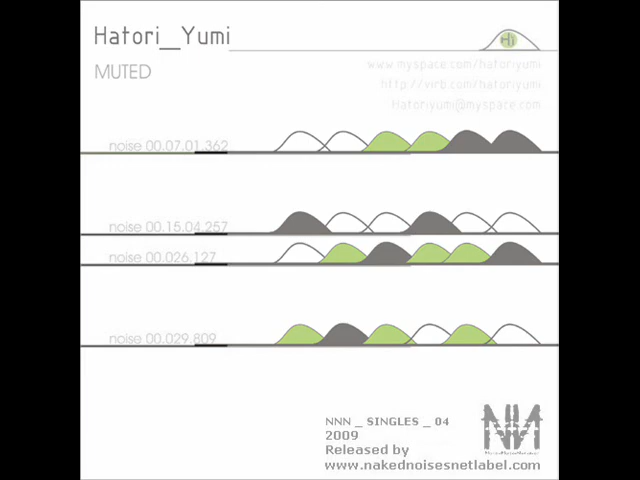 Hatori_Yumi
Hi
MUTED
www.myspace.com/hatoriyumi
http://virb.com/hatoriyumi
Hatoriyumi@myspace.com
noise 00.07.01.362
noise 00.15.04.257
noise 00.026.127
noise 00.029.809
NNN _ SINGLES _ 04
2009
Released by
www.nakednoisesnetlabel.com